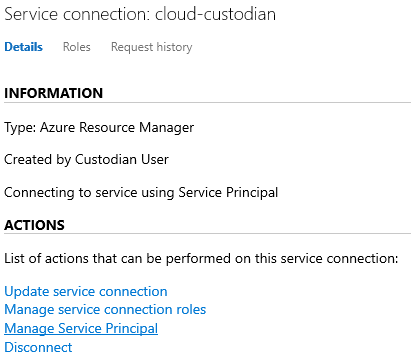 Service connection: cloud-custodian
Details Roles Request history
INFORMATION
Type: Azure Resource Manager
Created by Custodian User
Connecting to service using Service Principal
ACTIONS
List of actions that can be performed on this service connection:
Update service connection
Manage service connection roles
Manage Service Principal
Disconnect